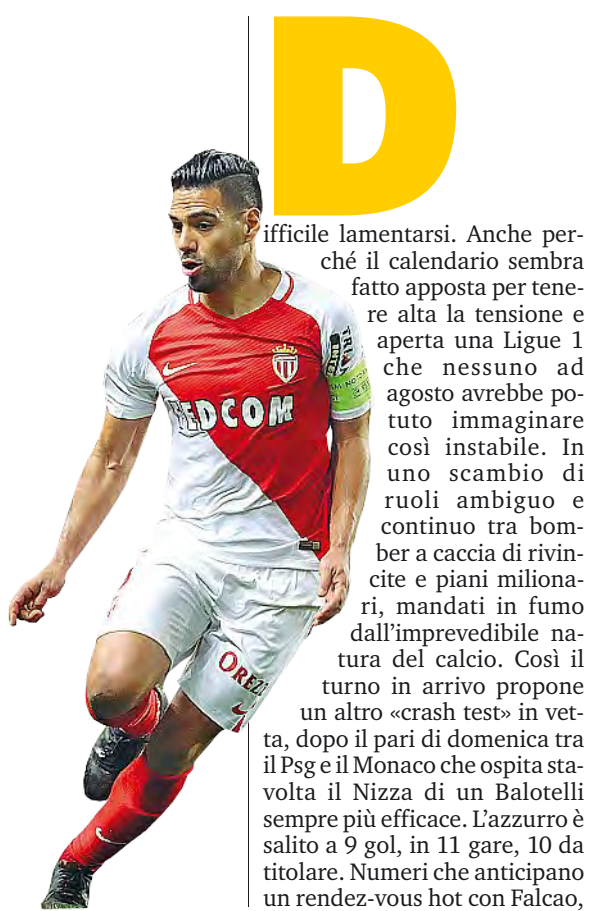 D
ifficile lamentarsi. Anche per-
ché il calendario sembra
fatto apposta per tene-
re alta la tensione e
aperta una Ligue 1
che nessuno ad
agosto avrebbe po-
tuto immaginare
così instabile. In
uno scambio di
ruoli ambiguo e
continuo tra bom-
ber a caccia di rivin-
cite e piani miliona-
ri, mandati in fumo
dall'imprevedibile na-
tura del calcio. Così il
turno in arrivo propone
un altro «crash test» in vet-
ta, dopo il pari di domenica tra
il Psg e il Monaco che ospita sta-
volta il Nizza di un Balotelli
sempre più efficace. L'azzurro è
salito a 9 gol, in 11 gare, 10 da
titolare. Numeri che anticipano
un rendez-vous hot con Falcao,
FEDCOM